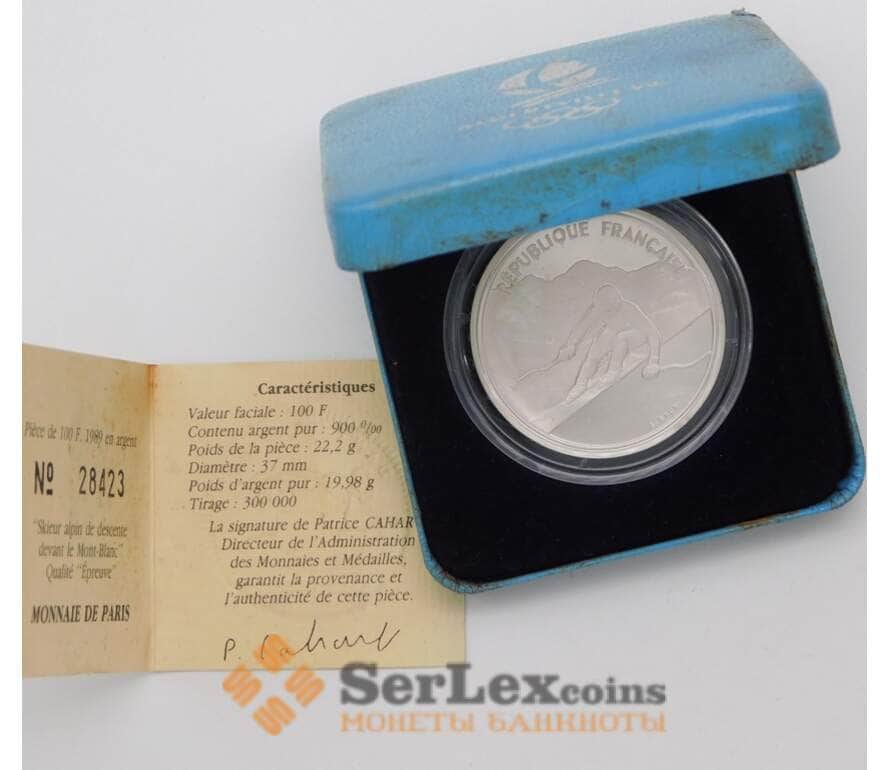 RÉPUBLIQUE FRANÇAISE
Pièce de 100 F. 1989 en argent
№ 28423
"Skieur alpin de descente
devant le Mont-Blanc"
Qualité "Épreuve"
MONNAIE DE PARIS
Caractéristiques
Valeur faciale : 100 F
Contenu argent pur : 900 ‰
Poids de la pièce : 22,2 g
Diamètre : 37 mm
Poids d'argent pur : 19,98 g
Tirage : 300 000
La signature de Patrice CAHAR
Directeur de l'Administration
des Monnaies et Médailles,
garantit la provenance et
l'authenticité de cette pièce.
P. Cahart
SerLexcoins
МОНЕТЫ БАНКНОТЫ